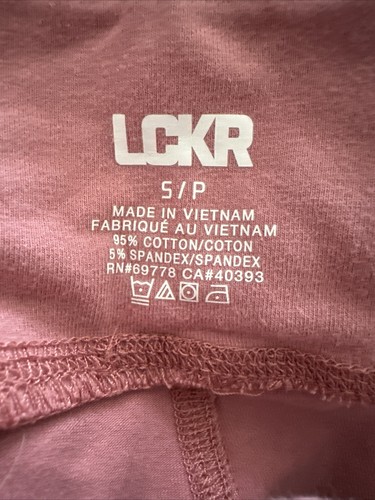 LCKR
S/P
MADE IN VIETNAM
FABRIQUÉ AU VIETNAM
95% COTTON/COTON
5% SPANDEX/SPANDEX
RN#69778 CA#40393